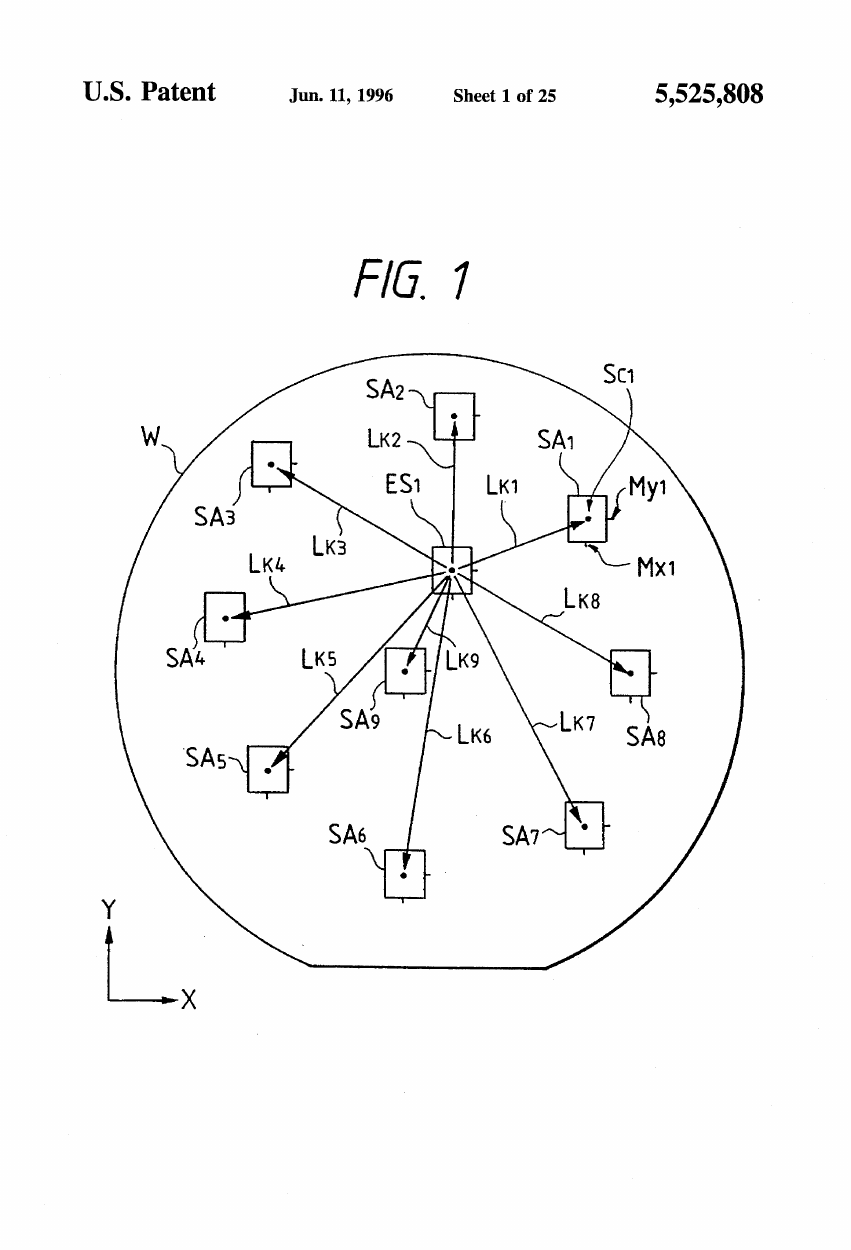 U.S. Patent Jun. 11, 1996 Sheet 1 of 25 5,525,808
FIG. 1
SC1
SA2
W
LK2
SA1
ES1
LK1
My1
SA3
LK3
Mx1
LK4
LK8
SA4
LK5
LK9
SA9
LK6
LK7
SA8
SA5
SA6
SA7
Y
X